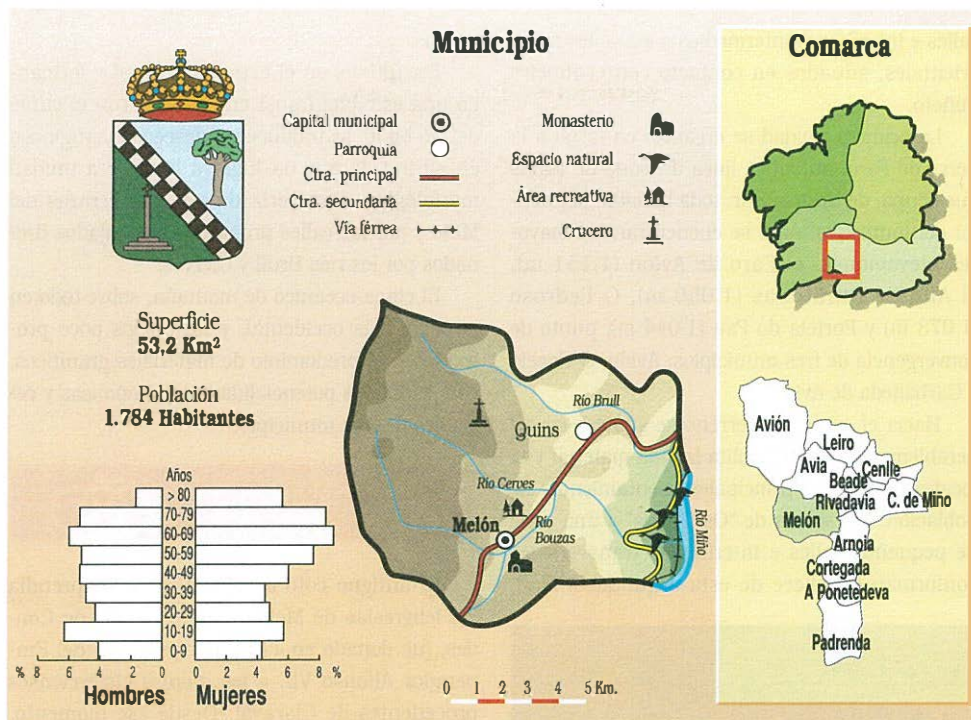 Municipio
Capital municipal
Parroquia
Ctra. principal
Ctra. secundaria
Vía férrea
Monasterio
Espacio natural
Área recreativa
Crucero
Superficie
53.2 Km²
Población
1.784 Habitantes
Años
> 80
70-79
60-69
50-59
40-49
30-39
20-29
10-19
0-9
% 8 6 4 2 0 0 2 4 6 8 %
Hombres Mujeres
Río Brull
Quins
Río Cerves
Melón
Río Bouzas
Río Miño
0 1 2 3 4 5 Km.
Comarca
Avión
Leiro
Avia
Cenlle
Beade
Rivadavia
C. de Miño
Melón
Arnoia
Cortegada
A Ponetedeva
Padrenda